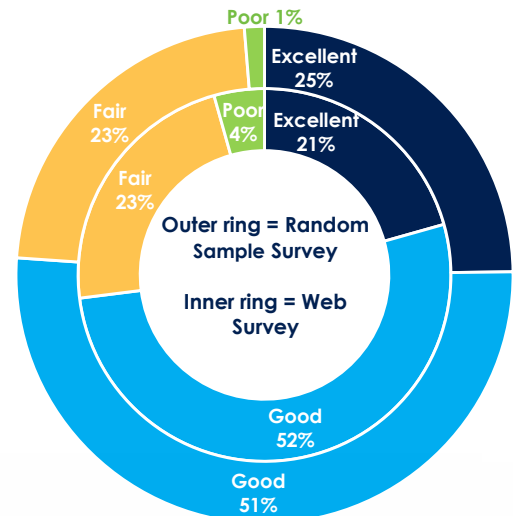 Poor 1%
Excellent
25%
Fair
23%
Poor
4%
Excellent
21%
Fair
23%
Outer ring = Random
Sample Survey
Inner ring = Web
Survey
Good
52%
Good
51%